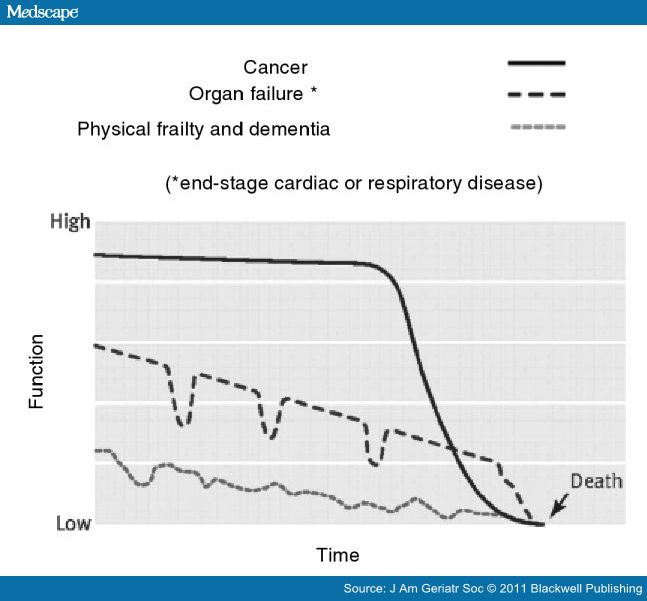 Medscape
Cancer
Organ failure *
Physical frailty and dementia
(*end-stage cardiac or respiratory disease)
High
Function
Death
Low
Time
Source: J Am Geriatr Soc © 2011 Blackwell Publishing